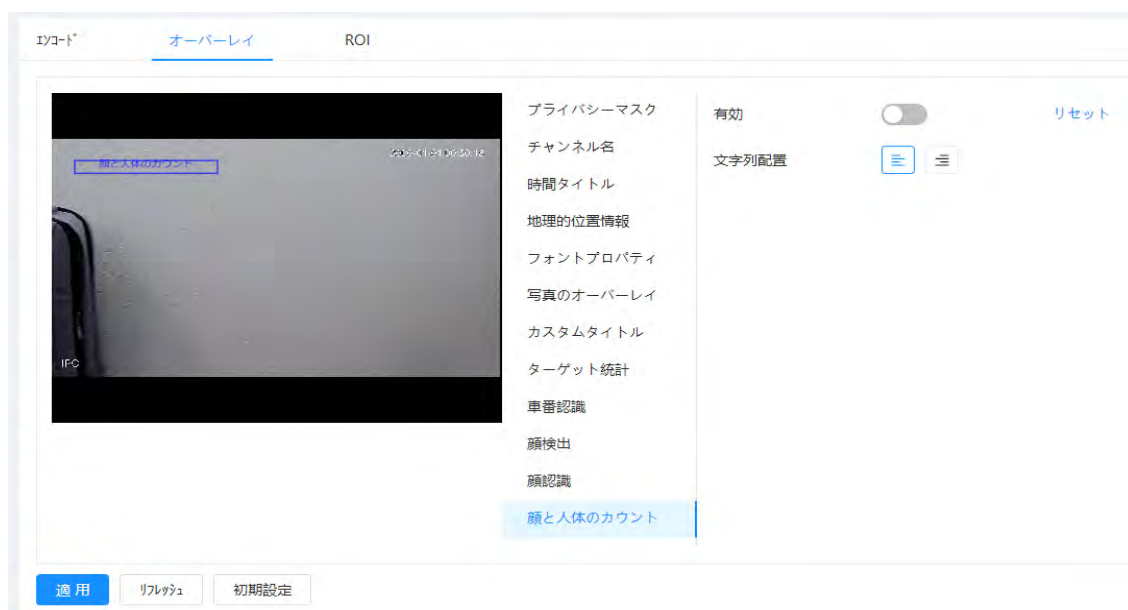 ｴﾝｺｰﾄﾞ オーバーレイ ROI
顔と人体のカウント
IPC
プライバシーマスク
チャンネル名
時間タイトル
地理的位置情報
フォントプロパティ
写真のオーバーレイ
カスタムタイトル
ターゲット統計
車番認識
顔検出
顔認識
顔と人体のカウント
有効 リセット
文字列配置
適用 ﾘﾌﾚｯｼｭ 初期設定